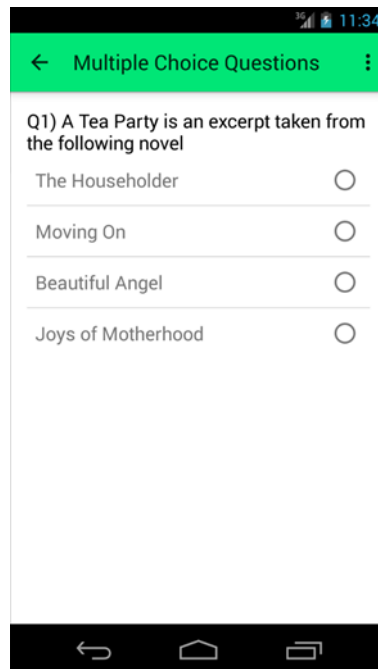 3G 11:34
Multiple Choice Questions
Q1) A Tea Party is an excerpt taken from
the following novel
The Householder
Moving On
Beautiful Angel
Joys of Motherhood